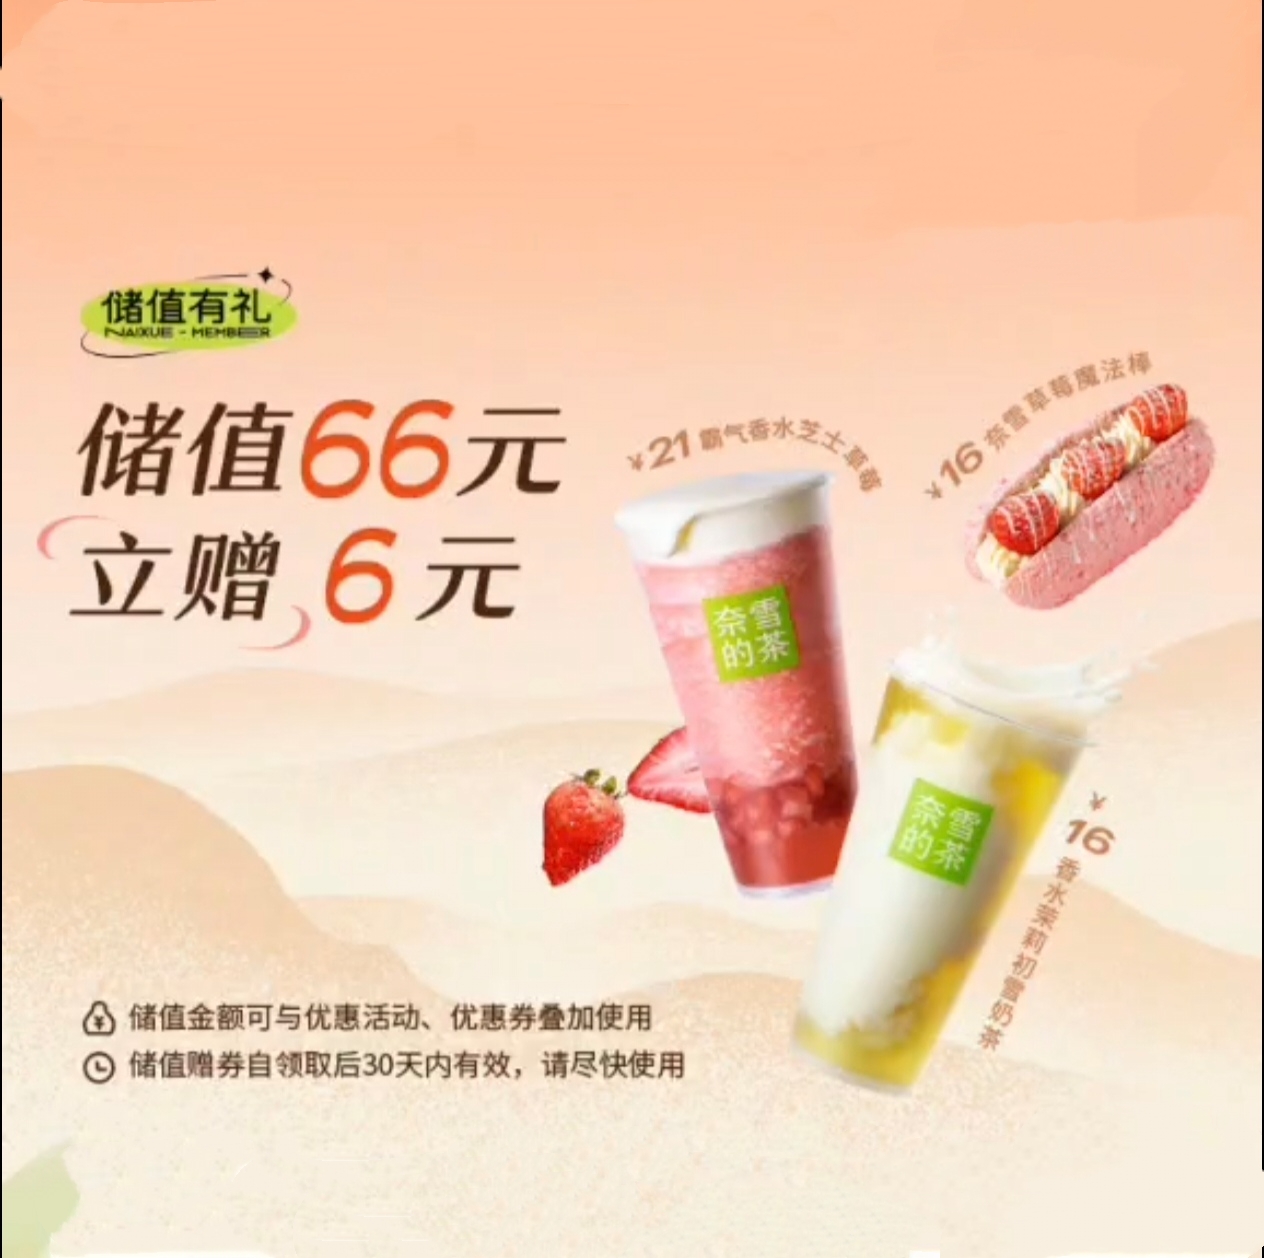 储值有礼
NAIXUE - MEMBEER
储值66元
立赠 6 元
¥21 霸气香水芝士草莓
¥16 奈雪草莓魔法棒
奈雪
的茶
奈雪
的茶
¥16 香水茉莉初雪奶茶
储值金额可与优惠活动、优惠券叠加使用
储值赠券自领取后30天内有效，请尽快使用